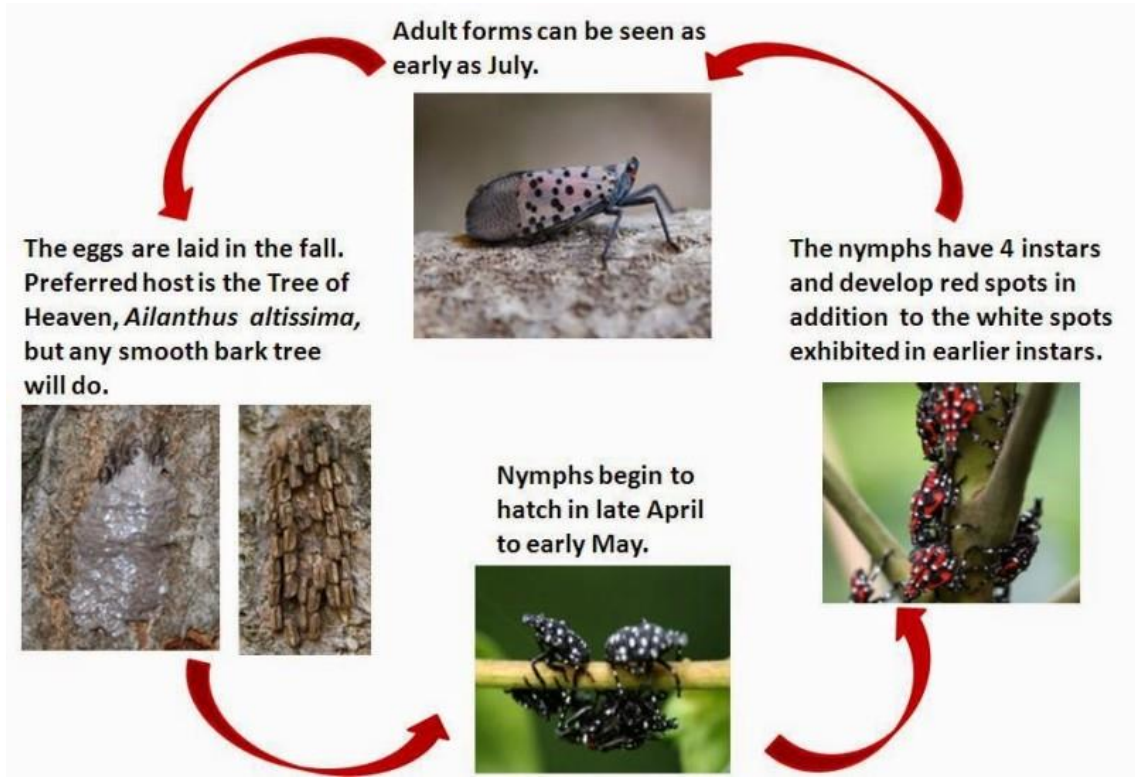 Adult forms can be seen as
early as July.
The eggs are laid in the fall.
Preferred host is the Tree of
Heaven, Ailanthus altissima,
but any smooth bark tree
will do.
Nymphs begin to
hatch in late April
to early May.
The nymphs have 4 instars
and develop red spots in
addition to the white spots
exhibited in earlier instars.